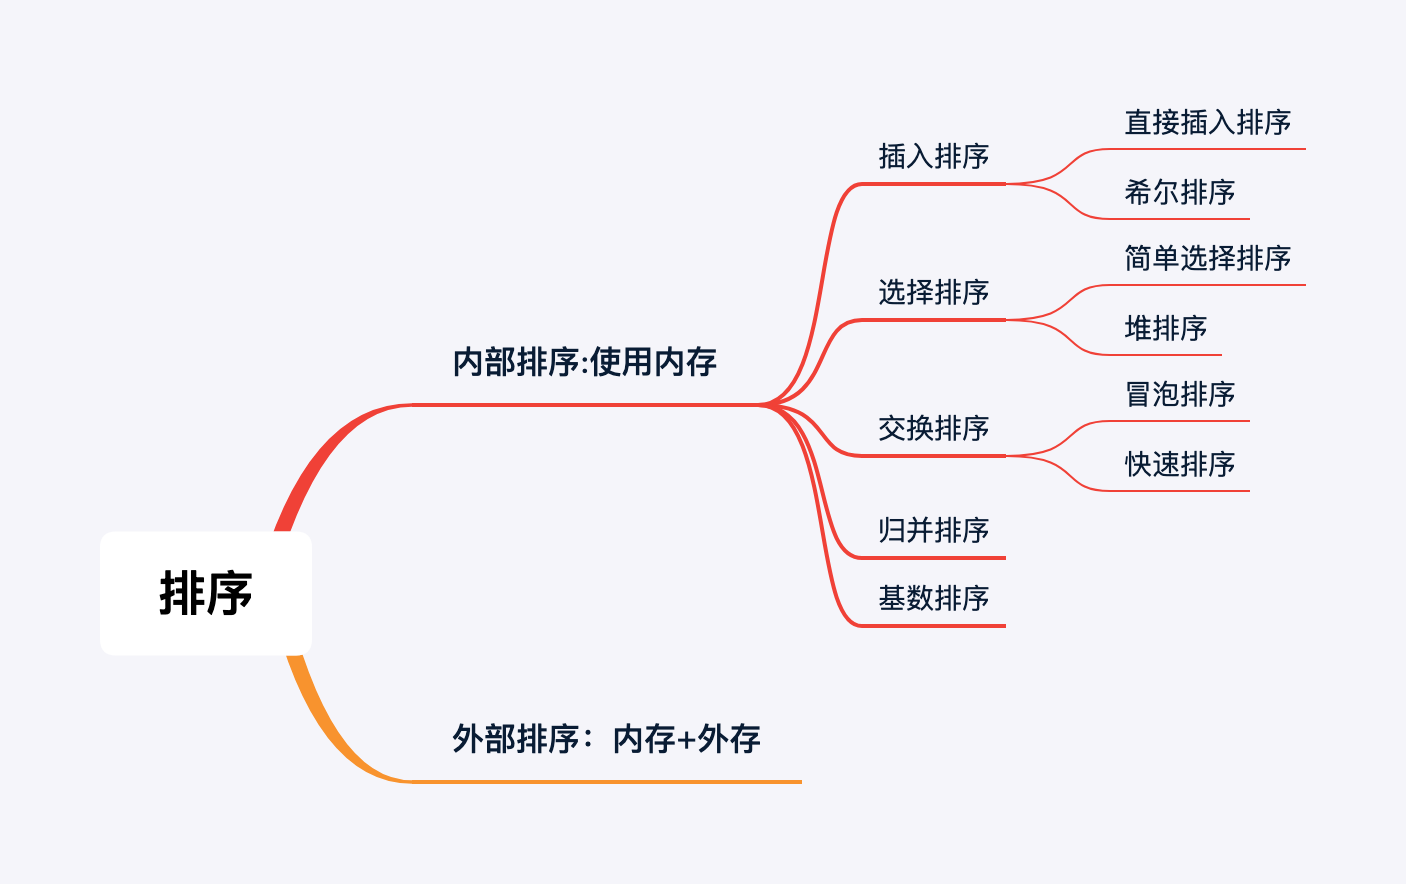 排序
内部排序:使用内存
插入排序
直接插入排序
希尔排序
选择排序
简单选择排序
堆排序
交换排序
冒泡排序
快速排序
归并排序
基数排序
外部排序：内存+外存